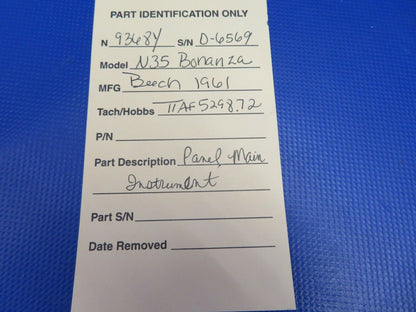 PART IDENTIFICATION ONLY
N 9368Y S/N D-6569
Model N35 Bonanza
MFG Beech 1961
Tach/Hobbs TTAF 5298.72
P/N
Part Description Panel, Main
Instrument
Part S/N
Date Removed